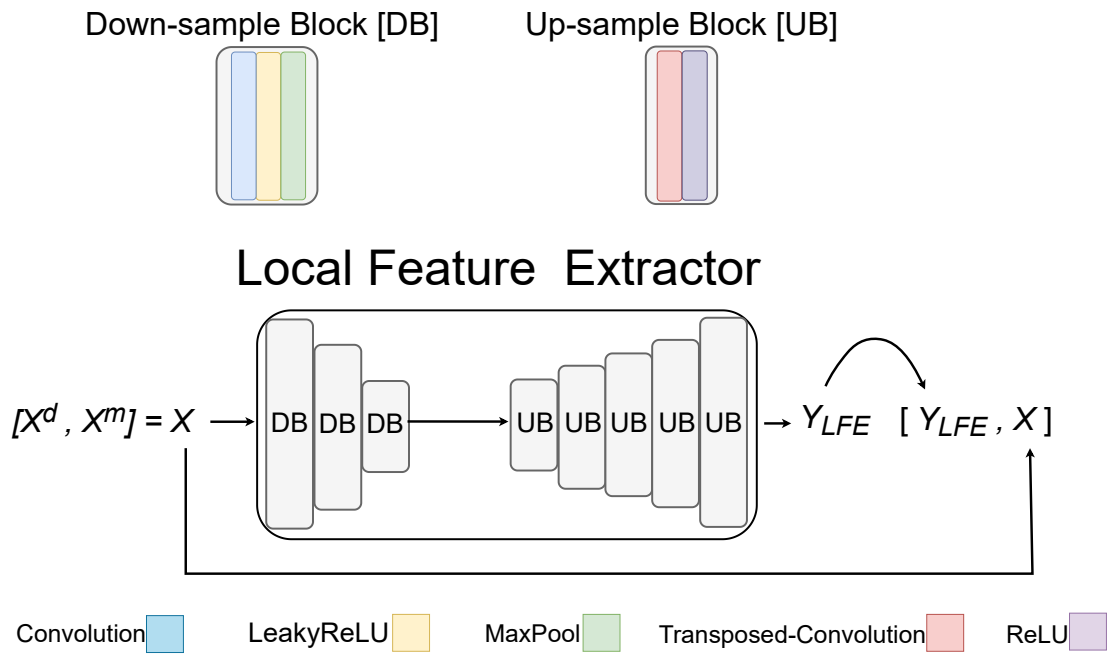 Down-sample Block [DB]
Up-sample Block [UB]
Local Feature Extractor
[X^d , X^m] = X
DB DB DB
UB UB UB UB UB
Y_LFE [ Y_LFE , X ]
Convolution
LeakyReLU
MaxPool
Transposed-Convolution
ReLU